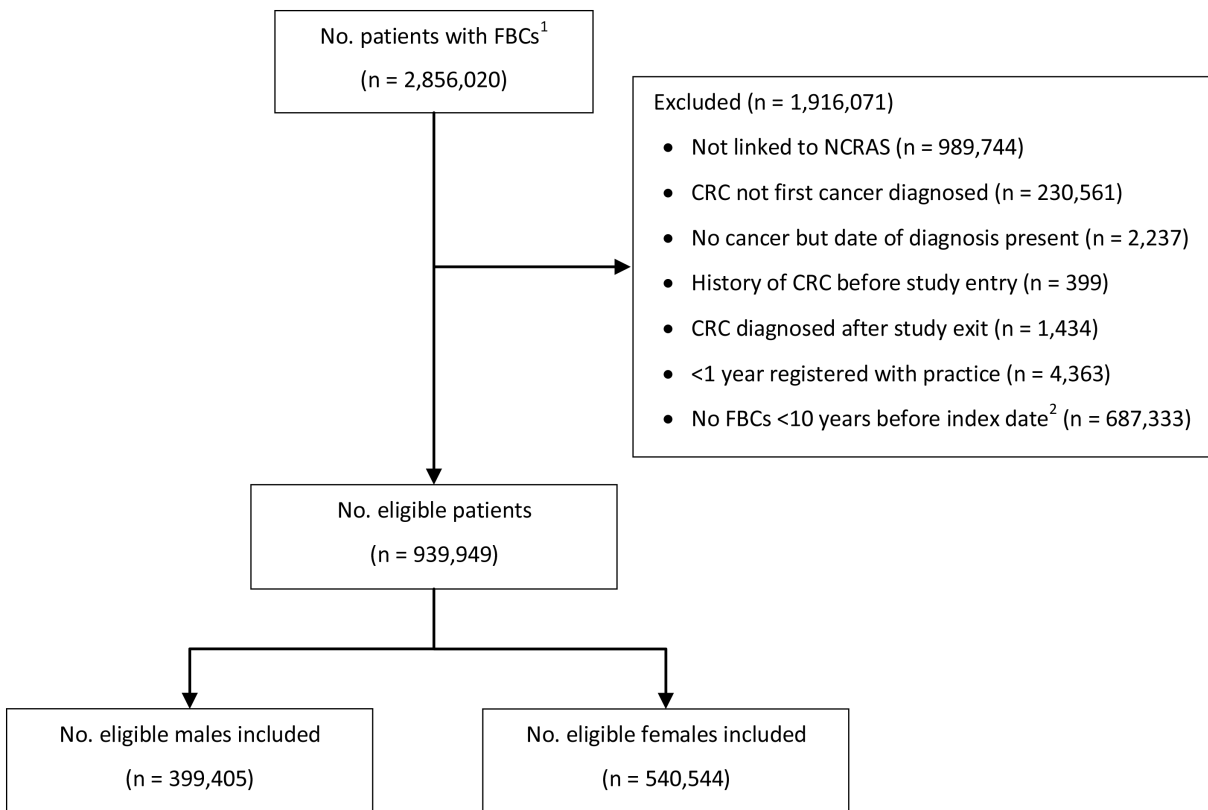 No. patients with FBCs¹
(n = 2,856,020)
Excluded (n = 1,916,071)
• Not linked to NCRAS (n = 989,744)
• CRC not first cancer diagnosed (n = 230,561)
• No cancer but date of diagnosis present (n = 2,237)
• History of CRC before study entry (n = 399)
• CRC diagnosed after study exit (n = 1,434)
• <1 year registered with practice (n = 4,363)
• No FBCs <10 years before index date² (n = 687,333)
No. eligible patients
(n = 939,949)
No. eligible males included
(n = 399,405)
No. eligible females included
(n = 540,544)